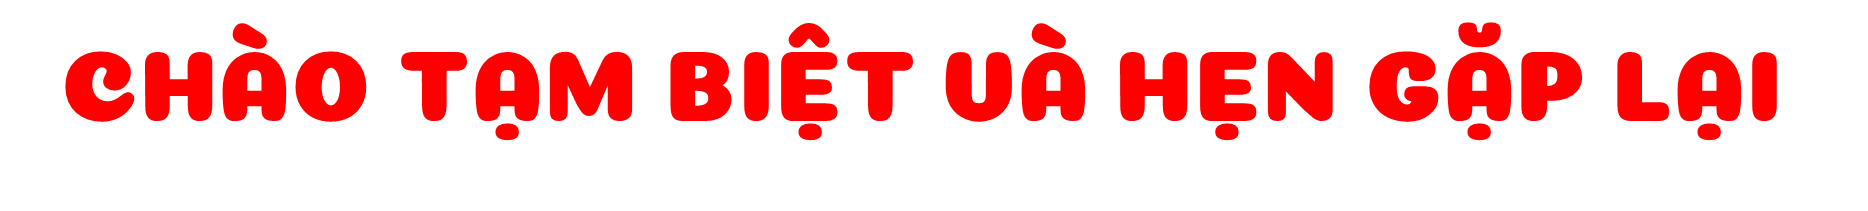 CHÀO TẠM BIỆT UÀ HẸN GẶP LẠI